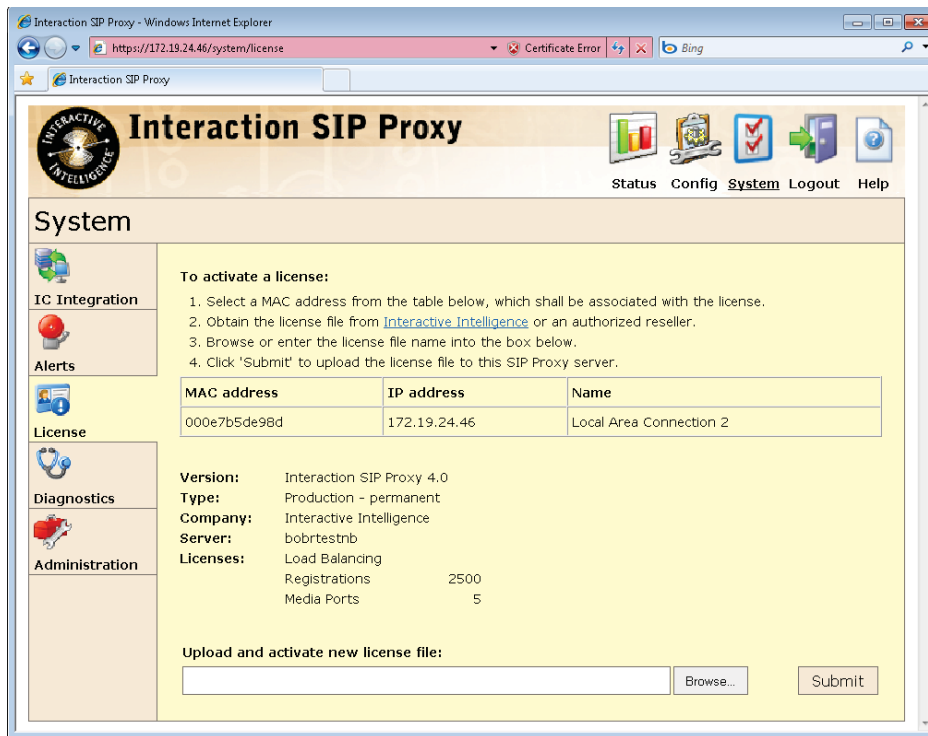 Interaction SIP Proxy - Windows Internet Explorer
https://172.19.24.46/system/license
Certificate Error
Bing
Interaction SIP Proxy
INTERACTIVE INTELLIGENCE
Interaction SIP Proxy
Status Config System Logout Help
System
IC Integration
Alerts
License
Diagnostics
Administration
To activate a license:
1. Select a MAC address from the table below, which shall be associated with the license.
2. Obtain the license file from Interactive Intelligence or an authorized reseller.
3. Browse or enter the license file name into the box below.
4. Click 'Submit' to upload the license file to this SIP Proxy server.
MAC address IP address Name
000e7b5de98d 172.19.24.46 Local Area Connection 2
Version: Interaction SIP Proxy 4.0
Type: Production - permanent
Company: Interactive Intelligence
Server: bobrtestnb
Licenses: Load Balancing
Registrations 2500
Media Ports 5
Upload and activate new license file:
Browse... Submit